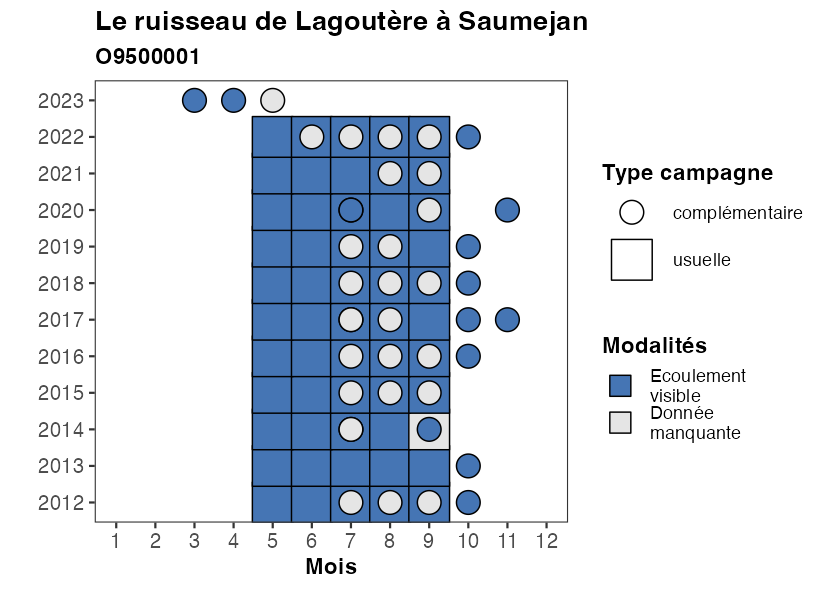 Le ruisseau de Lagoutère à Saumejan
O9500001
2023
2022
2021
2020
2019
2018
2017
2016
2015
2014
2013
2012
1 2 3 4 5 6 7 8 9 10 11 12
Mois
Type campagne
complémentaire
usuelle
Modalités
Ecoulement
visible
Donnée
manquante